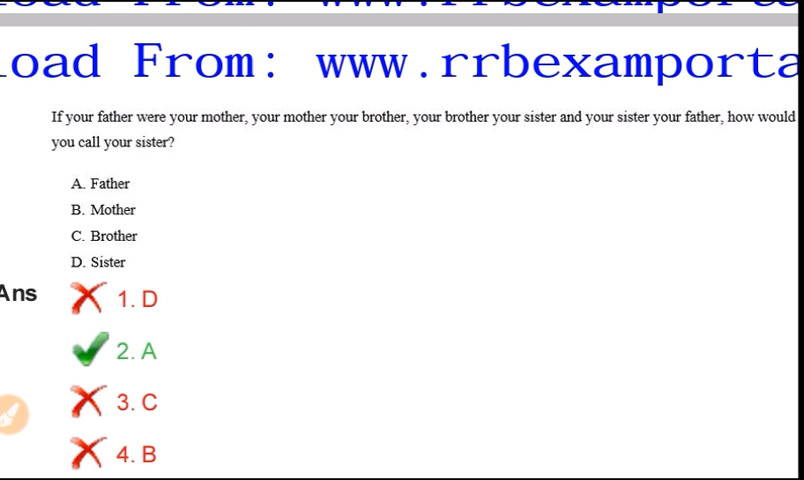 oad From: www.rrbexamporta
If your father were your mother, your mother your brother, your brother your sister and your sister your father, how would
you call your sister?
A. Father
B. Mother
C. Brother
D. Sister
Ans
1. D
2. A
3. C
4. B